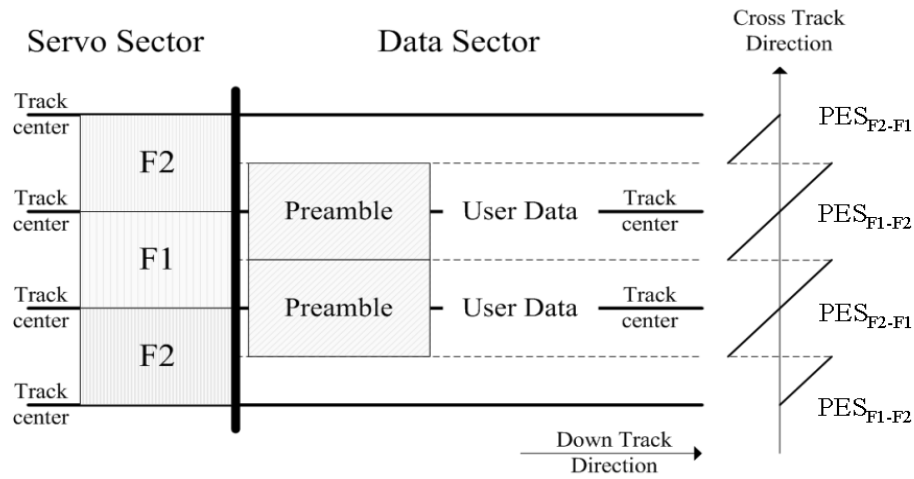 Servo Sector
Data Sector
Cross Track
Direction
Track
center
F2
PES_F2-F1
Track
center
Preamble
User Data
Track
center
PES_F1-F2
F1
Track
center
Preamble
User Data
Track
center
PES_F2-F1
F2
Track
center
PES_F1-F2
Down Track
Direction